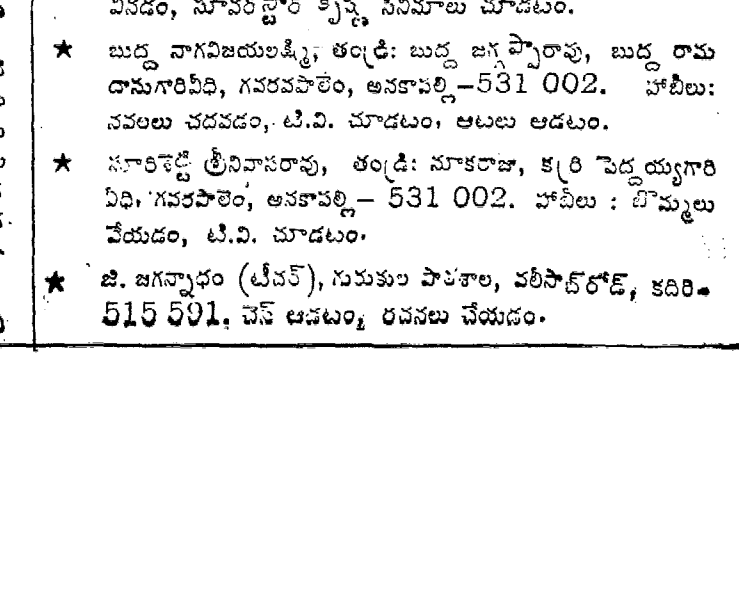 వినడం, సూపర్‌స్టార్ కృష్ణ సినిమాలు చూడటం.
★ బుద్ద నాగవిజయలక్ష్మి, తండ్రి: బుద్ద జగ్గప్పారావు, బుద్ద రామ
దానుగారివీధి, గవరపాలెం, అనకాపల్లి–531 002. హాబీలు:
నవలలు చదవడం, టి.వి. చూడటం, ఆటలు ఆడటం.
★ సూరిశెట్టి శ్రీనివాసరావు, తండ్రి: నూకరాజు, కర్రి పెద్దయ్యగారి
వీధి, గవరపాలెం, అనకాపల్లి– 531 002. హాబీలు : బొమ్మలు
వేయడం, టి.వి. చూడటం.
★ జి. జగన్నాధం (టీచర్), గురుకుల పాఠశాల, వలీసాబ్‌రోడ్, కదిరి-
515 591. చెస్ ఆడటం, రచనలు చేయడం.